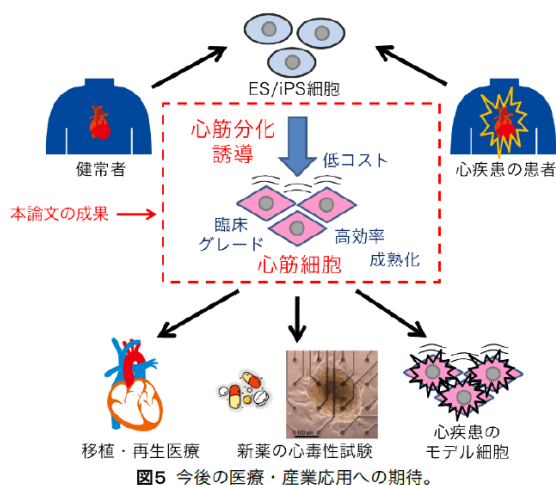 ES/iPS細胞
健常者
心疾患の患者
心筋分化
誘導
低コスト
本論文の成果
臨床
グレード
高効率
成熟化
心筋細胞
移植・再生医療
新薬の心毒性試験
心疾患の
モデル細胞
図5 今後の医療・産業応用への期待。